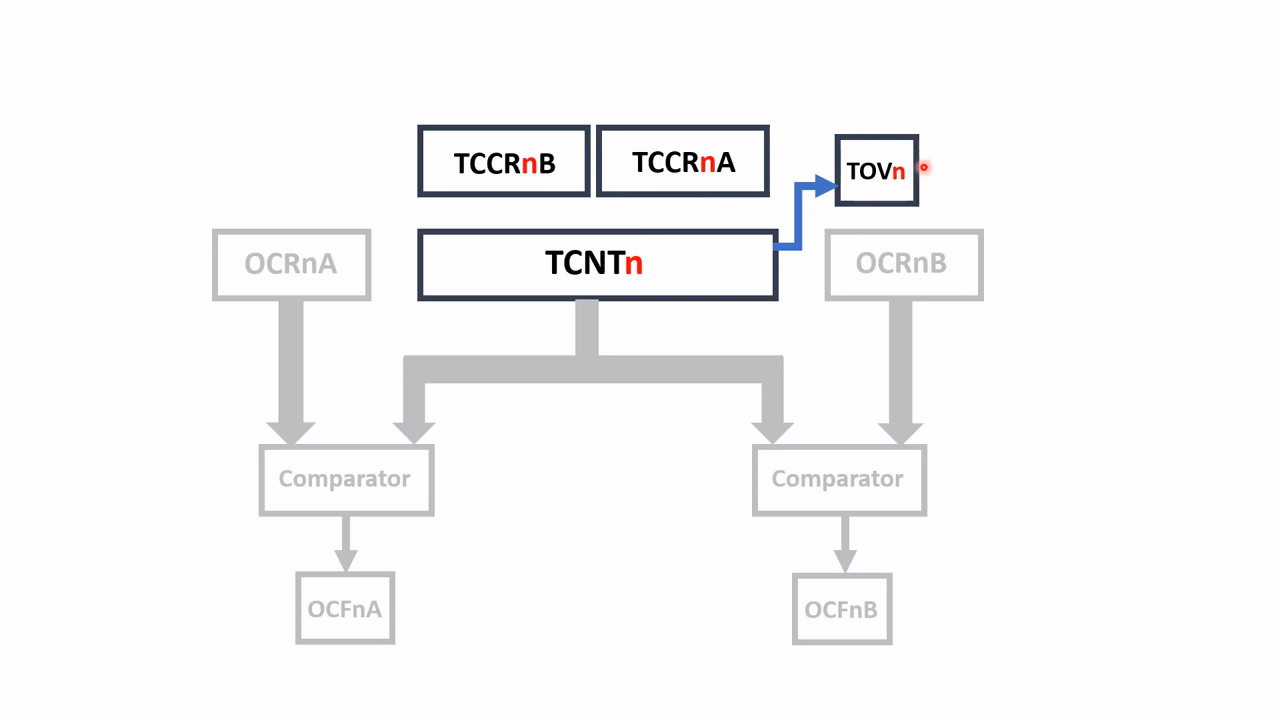 TCCRnB
TCCRnA
TOVn
OCRnA
TCNTn
OCRnB
Comparator
Comparator
OCFnA
OCFnB